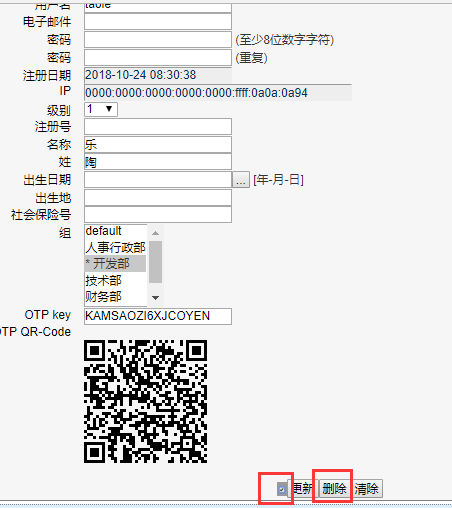 用户名 table
电子邮件
密码 (至少8位数字字符)
密码 (重复)
注册日期 2018-10-24 08:30:38
IP 0000:0000:0000:0000:0000:ffff:0a0a:0a94
级别 1
注册号
名称 乐
姓 陶
出生日期 ... [年-月-日]
出生地
社会保险号
组 default
人事行政部
* 开发部
技术部
财务部
OTP key KAMSAOZI6XJCOYEN
OTP QR-Code
更新 删除 清除